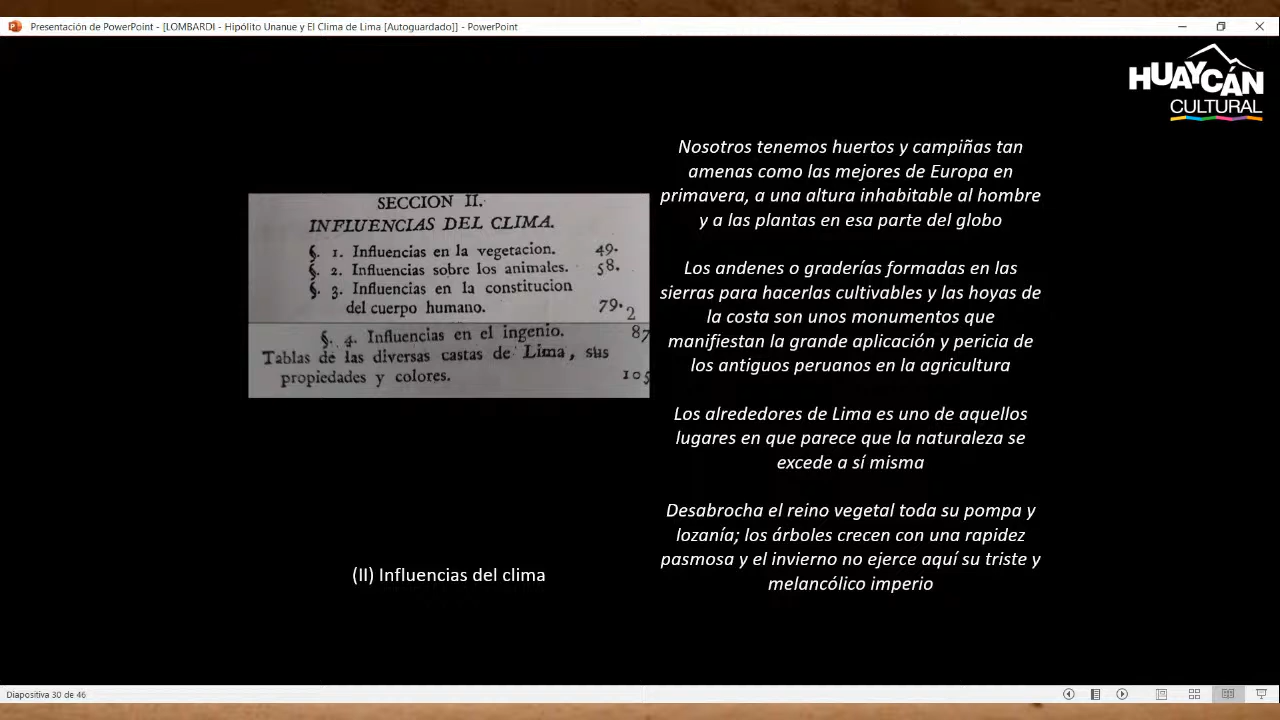 Presentación de PowerPoint - [LOMBARDI - Hipólito Unanue y El Clima de Lima [Autoguardado]] - PowerPoint
HUAYCÁN
CULTURAL
SECCION II.
INFLUENCIAS DEL CLIMA.
§. 1. Influencias en la vegetacion. 49.
§. 2. Influencias sobre los animales. 58.
§. 3. Influencias en la constitucion
del cuerpo humano. 79.
2
§. 4. Influencias en el ingenio. 87
Tablas de las diversas castas de Lima, sus
propiedades y colores. 105
(II) Influencias del clima
Nosotros tenemos huertos y campiñas tan
amenas como las mejores de Europa en
primavera, a una altura inhabitable al hombre
y a las plantas en esa parte del globo
Los andenes o graderías formadas en las
sierras para hacerlas cultivables y las hoyas de
la costa son unos monumentos que
manifiestan la grande aplicación y pericia de
los antiguos peruanos en la agricultura
Los alrededores de Lima es uno de aquellos
lugares en que parece que la naturaleza se
excede a sí misma
Desabrocha el reino vegetal toda su pompa y
lozanía; los árboles crecen con una rapidez
pasmosa y el invierno no ejerce aquí su triste y
melancólico imperio
Diapositiva 30 de 46